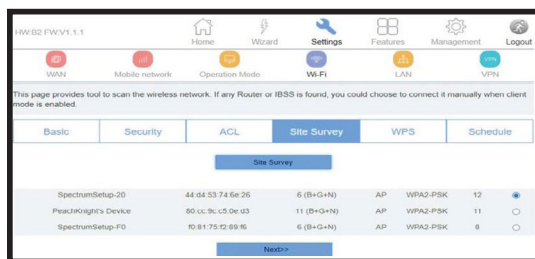 HW:B2 FW:V1.1.1
Home Wizard Settings Features Management Logout
VPN
WAN Mobile network Operation Mode Wi-Fi LAN VPN
This page provides tool to scan the wireless network. If any Router or IBSS is found, you could choose to connect it manually when client
mode is enabled.
Basic Security ACL Site Survey WPS Schedule
Site Survey
SpectrumSetup-20 44:d4:53:74:6e:26 6 (B+G+N) AP WPA2-PSK 12
PeachKnight's Device 80:cc:9c:c5:0e:d3 11 (B+G+N) AP WPA2-PSK 11
SpectrumSetup-F0 f0:81:75:f2:89:f6 6 (B+G+N) AP WPA2-PSK 8
Next>>